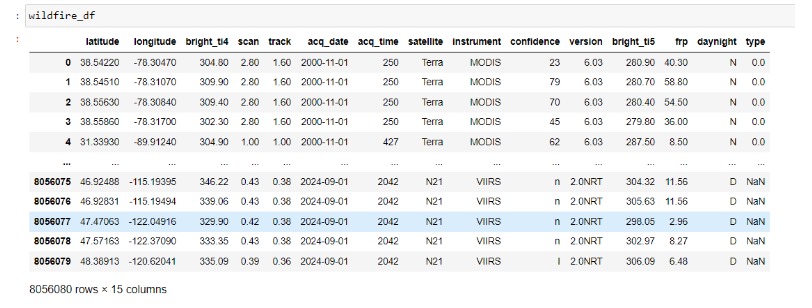 wildfire_df
latitude longitude bright_ti4 scan track acq_date acq_time satellite instrument confidence version bright_ti5 frp daynight type
0 38.54220 -78.30470 304.80 2.80 1.60 2000-11-01 250 Terra MODIS 23 6.03 280.90 40.30 N 0.0
1 38.54510 -78.31070 309.90 2.80 1.60 2000-11-01 250 Terra MODIS 79 6.03 280.70 58.80 N 0.0
2 38.55630 -78.30840 309.40 2.80 1.60 2000-11-01 250 Terra MODIS 70 6.03 280.40 54.50 N 0.0
3 38.55860 -78.31700 302.30 2.80 1.60 2000-11-01 250 Terra MODIS 45 6.03 279.80 36.00 N 0.0
4 31.33930 -89.91240 304.90 1.00 1.00 2000-11-01 427 Terra MODIS 62 6.03 287.50 8.50 N 0.0
... ... ... ... ... ... ... ... ... ... ... ... ... ... ... ...
8056075 46.92488 -115.19395 346.22 0.43 0.38 2024-09-01 2042 N21 VIIRS n 2.0NRT 304.32 11.56 D NaN
8056076 46.92831 -115.19494 339.06 0.43 0.38 2024-09-01 2042 N21 VIIRS n 2.0NRT 305.63 11.56 D NaN
8056077 47.47063 -122.04916 329.90 0.42 0.38 2024-09-01 2042 N21 VIIRS n 2.0NRT 298.05 2.96 D NaN
8056078 47.57163 -122.37090 333.35 0.43 0.38 2024-09-01 2042 N21 VIIRS n 2.0NRT 302.97 8.27 D NaN
8056079 48.38913 -120.62041 335.09 0.39 0.36 2024-09-01 2042 N21 VIIRS l 2.0NRT 306.09 6.48 D NaN
8056080 rows × 15 columns